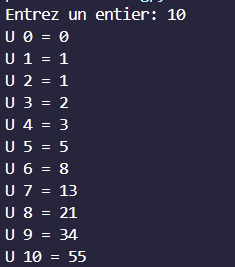 Entrez un entier: 10
U 0 = 0
U 1 = 1
U 2 = 1
U 3 = 2
U 4 = 3
U 5 = 5
U 6 = 8
U 7 = 13
U 8 = 21
U 9 = 34
U 10 = 55